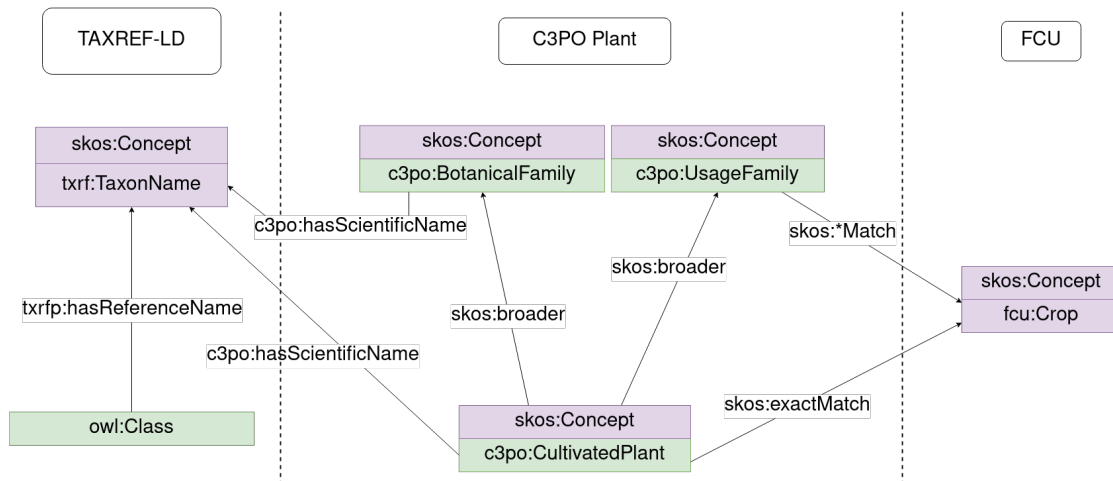 TAXREF-LD
C3PO Plant
FCU
skos:Concept
txrf:TaxonName
skos:Concept
c3po:BotanicalFamily
skos:Concept
c3po:UsageFamily
c3po:hasScientificName
skos:*Match
skos:broader
skos:Concept
fcu:Crop
txrfp:hasReferenceName
skos:broader
c3po:hasScientificName
skos:exactMatch
owl:Class
skos:Concept
c3po:CultivatedPlant